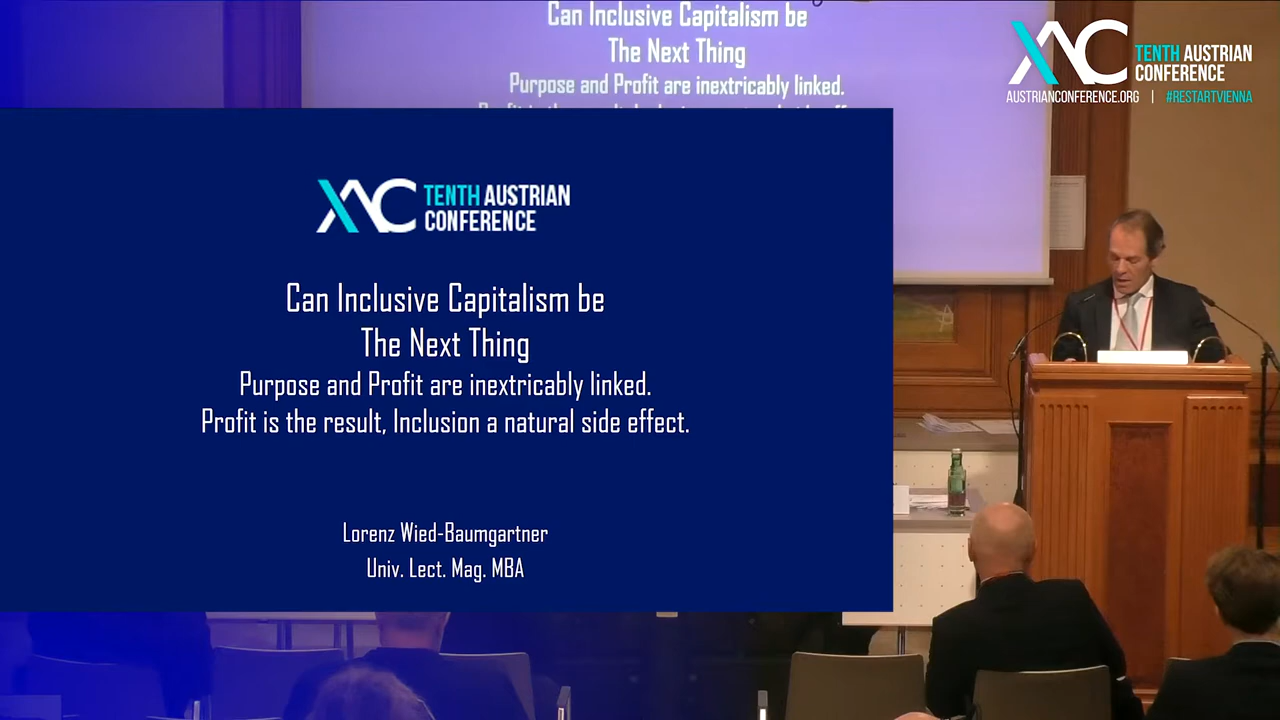 Can Inclusive Capitalism be
The Next Thing
Purpose and Profit are inextricably linked.
XAC TENTH AUSTRIAN
CONFERENCE
AUSTRIANCONFERENCE.ORG | #RESTARTVIENNA
XAC TENTH AUSTRIAN
CONFERENCE
Can Inclusive Capitalism be
The Next Thing
Purpose and Profit are inextricably linked.
Profit is the result, Inclusion a natural side effect.
Lorenz Wied-Baumgartner
Univ. Lect. Mag. MBA